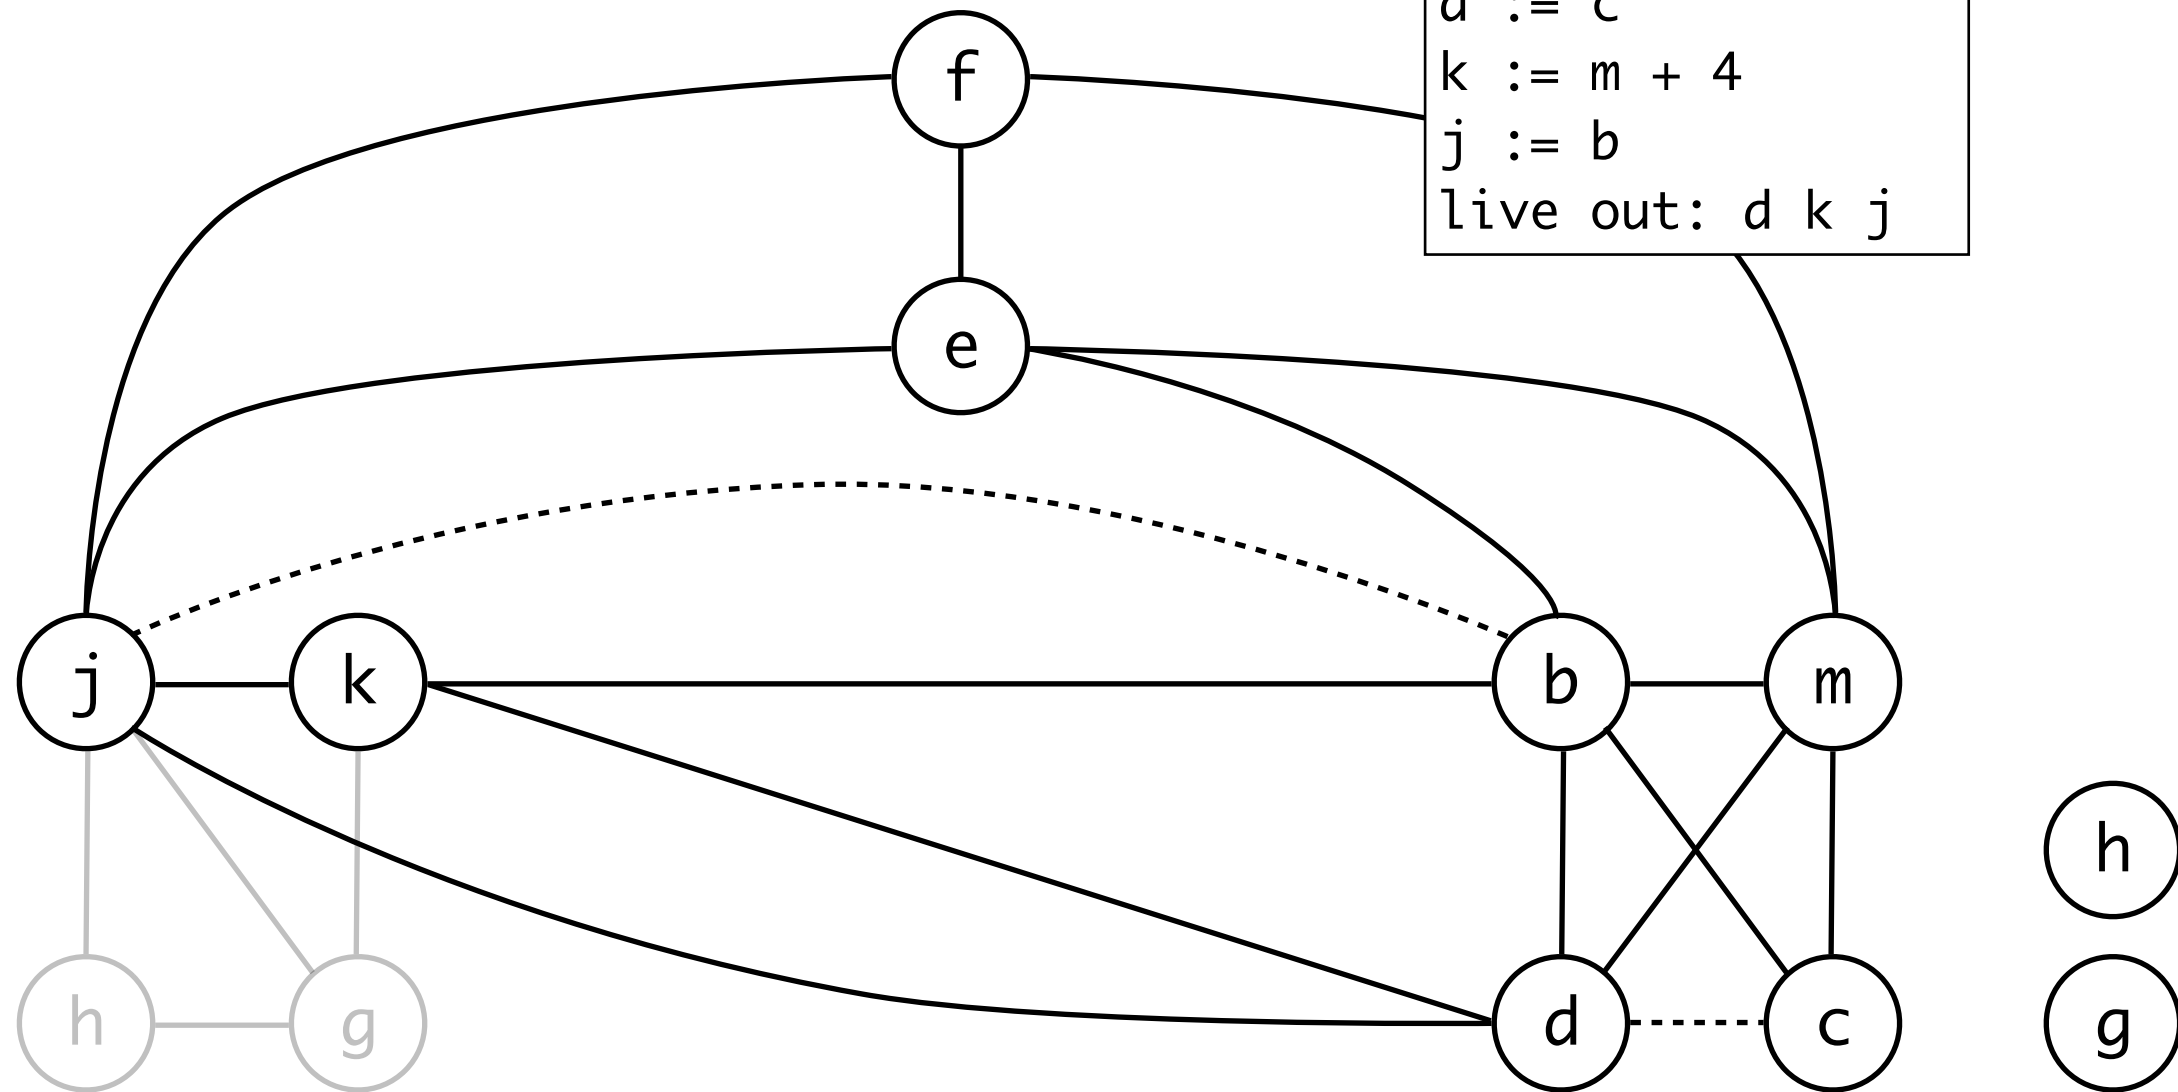 d := c
k := m + 4
j := b
live out: d k j
f
e
j k b m
h
h g d c g